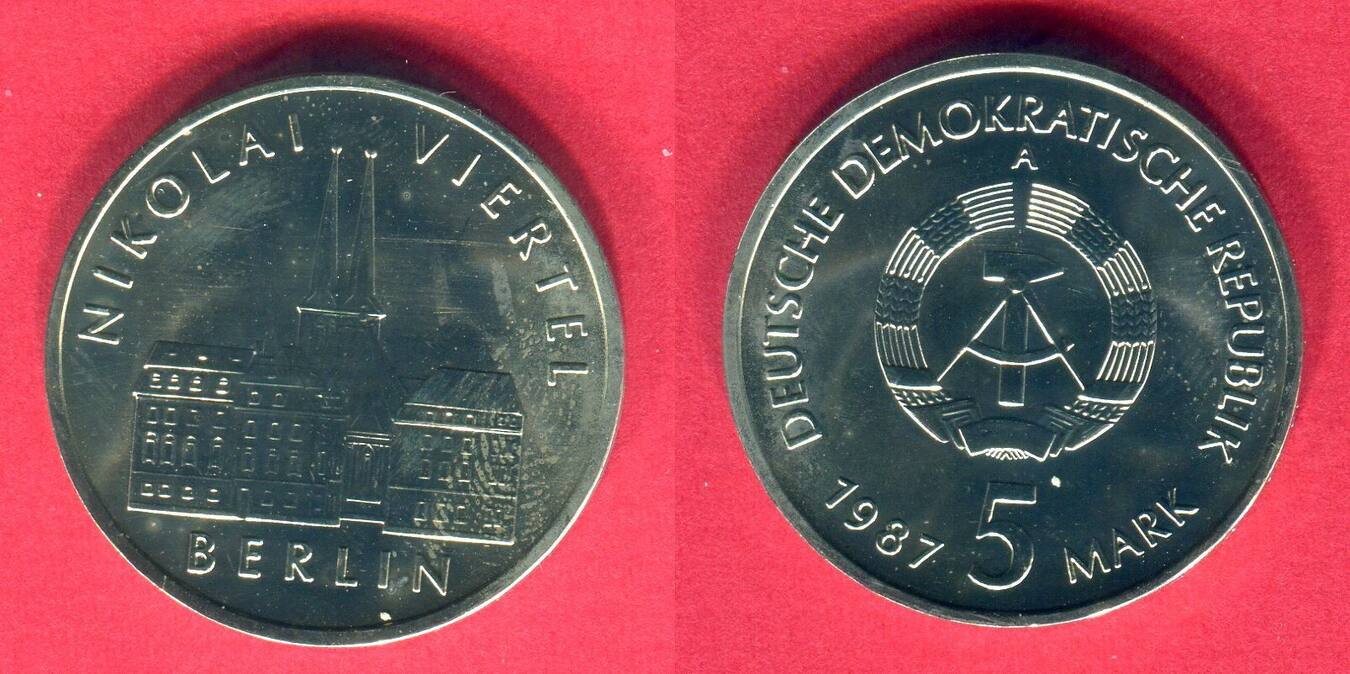 NIKOLAI VIERTEL
BERLIN
DEUTSCHE DEMOKRATISCHE REPUBLIK
A
1987 5 MARK